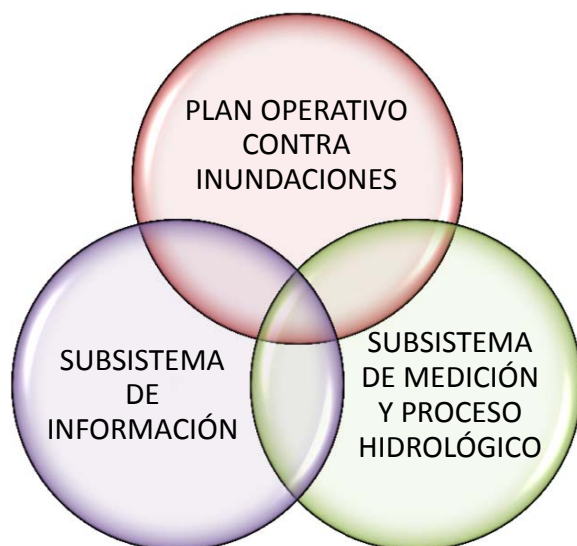 PLAN OPERATIVO
CONTRA
INUNDACIONES
SUBSISTEMA
DE
INFORMACIÓN
SUBSISTEMA
DE MEDICIÓN
Y PROCESO
HIDROLÓGICO